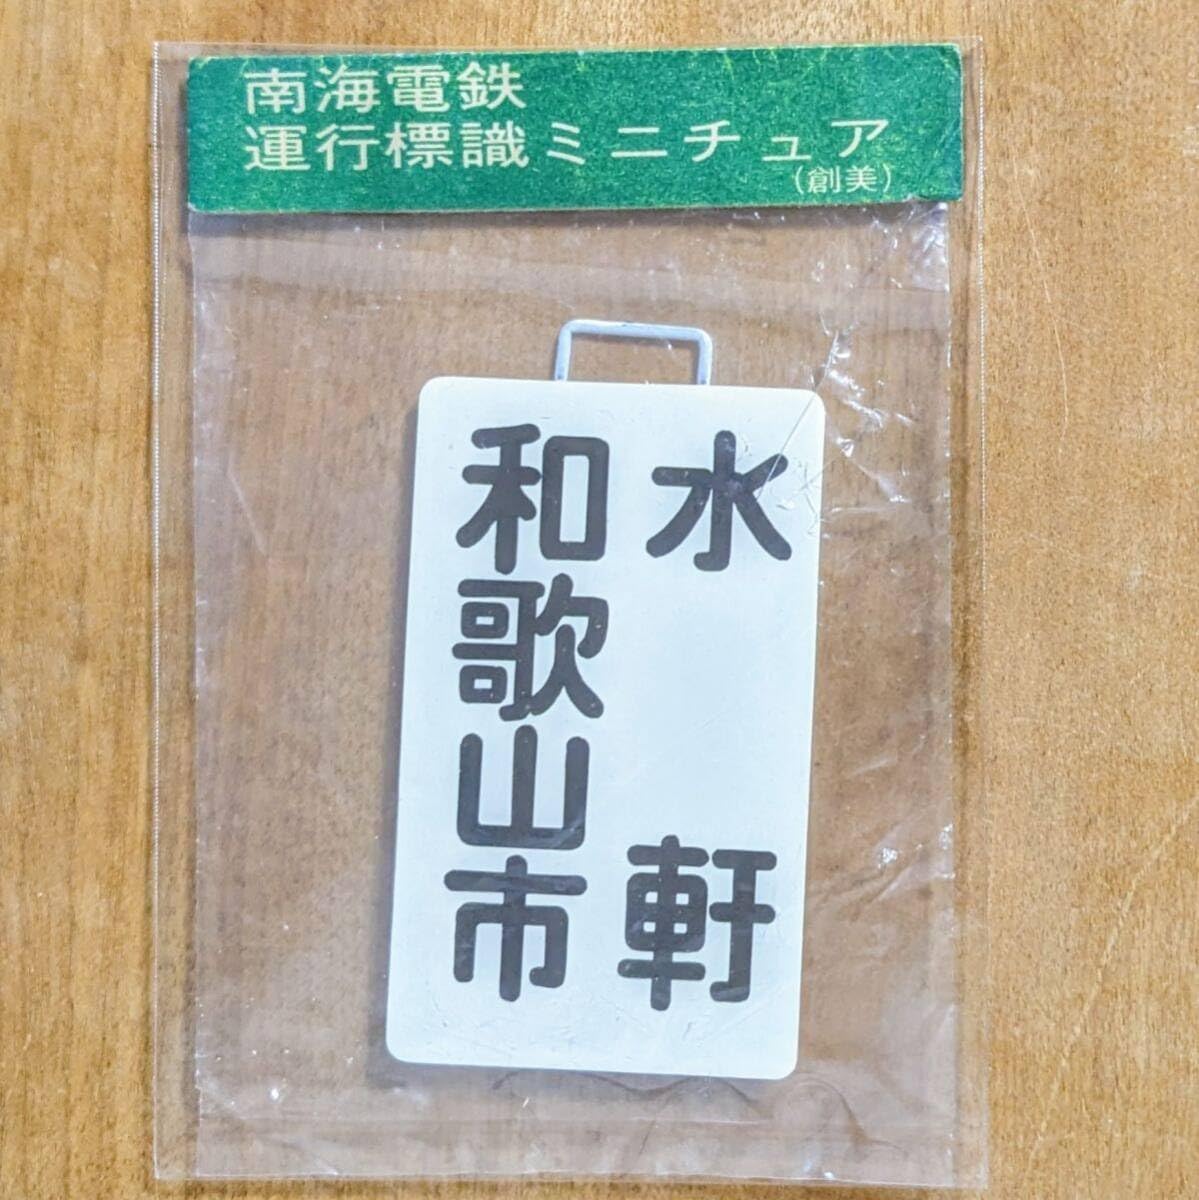 南海電鉄
運行標識ミニチュア
(創美)
水軒
和歌山市